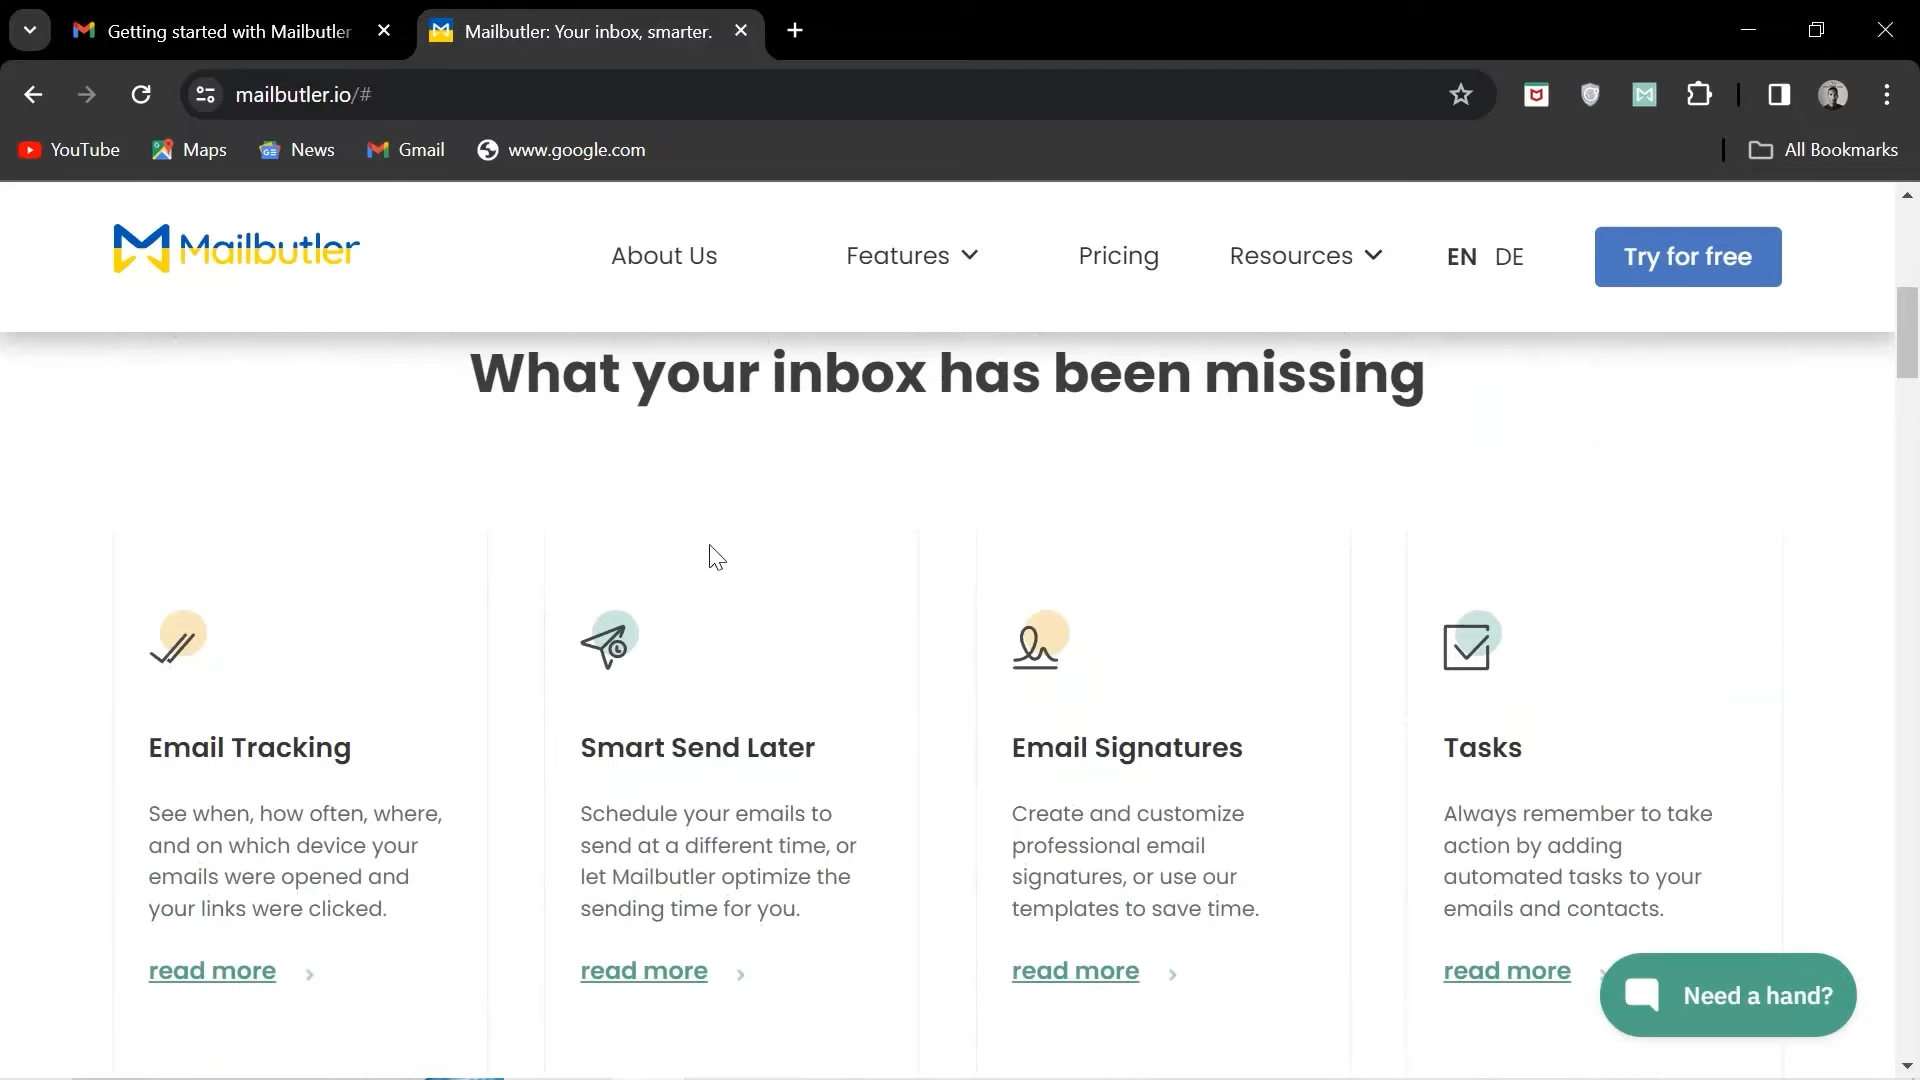 Getting started with Mailbutler
Mailbutler: Your inbox, smarter.
mailbutler.io/#
YouTube
Maps
News
Gmail
www.google.com
All Bookmarks
Mailbutler
About Us
Features
Pricing
Resources
EN DE
Try for free
What your inbox has been missing
Email Tracking
See when, how often, where,
and on which device your
emails were opened and
your links were clicked.
read more
Smart Send Later
Schedule your emails to
send at a different time, or
let Mailbutler optimize the
sending time for you.
read more
Email Signatures
Create and customize
professional email
signatures, or use our
templates to save time.
read more
Tasks
Always remember to take
action by adding
automated tasks to your
emails and contacts.
read more
Need a hand?